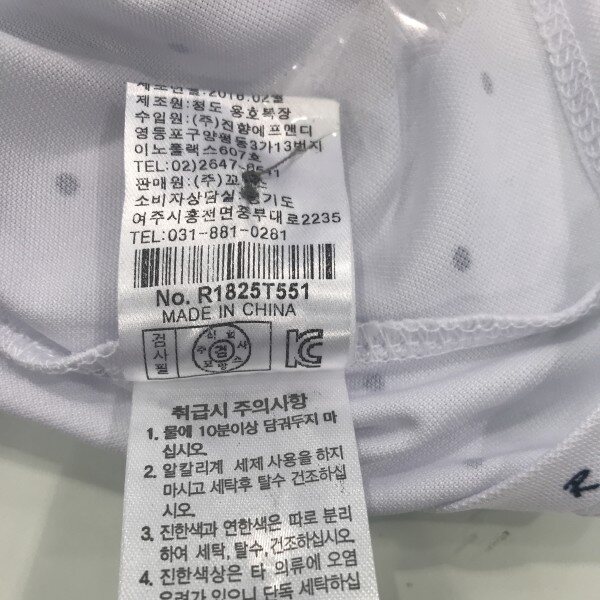 제조연월:2018.02월
제조원:청도 용호복장
수입원:(주)진향에프앤디
영등포구양평동3가13번지
이노플렉스607호
TEL:02)2647-
판매원:(주)
소비자상담실:경기도
여주시흥천면중부대로2235
TEL:031-881-0281
No. R1825T551
MADE IN CHINA
검사필
검
취급시 주의사항
1. 물에 10분이상 담궈두지 마
십시오.
2. 알칼리계 세제 사용을 하지
마시고 세탁후 탈수 건조하십
시오.
3. 진한색과 연한색은 따로 분리
하여 세탁,탈수,건조하십시오.
4. 진한색상은 타 의류에 오염
우려가 있으니 단독 세탁하십